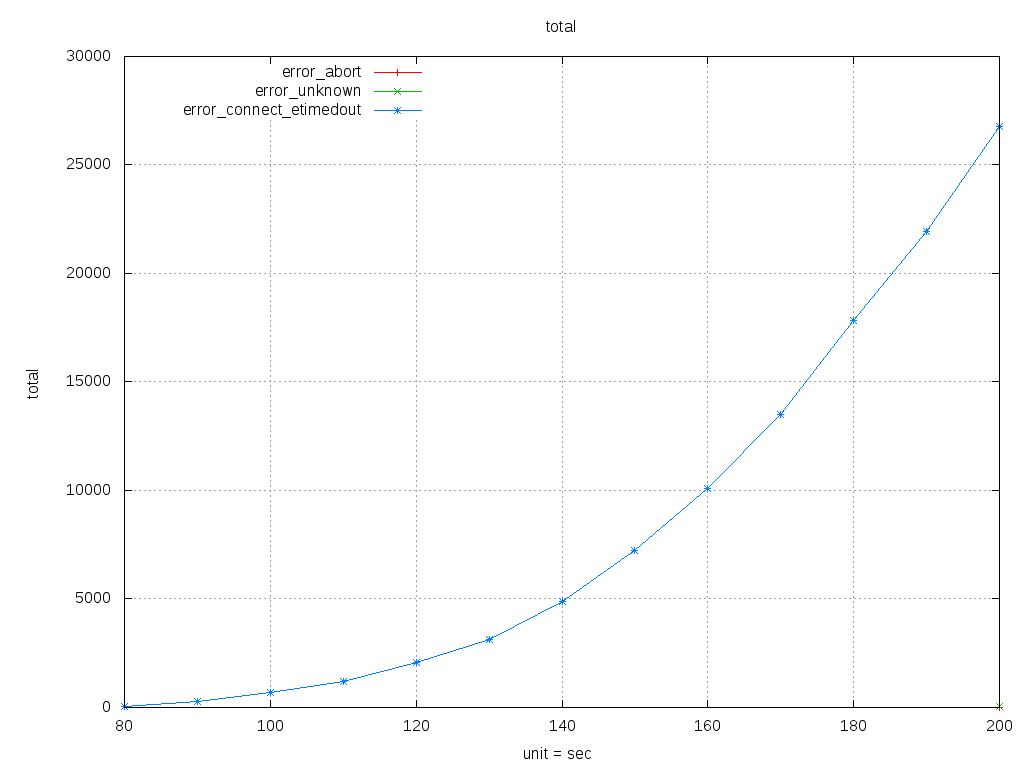 total
30000
25000
20000
15000
10000
5000
0
total
error_abort
error_unknown
error_connect_etimedout
80 100 120 140 160 180 200
unit = sec